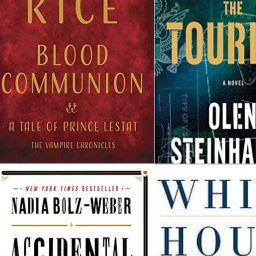 RICE
BLOOD
COMMUNION
A TALE OF PRINCE LESTAT
THE VAMPIRE CHRONICLES
THE
TOURI
A NOVEL
OLEN
STEINHA
NEW YORK TIMES BESTSELLER
NADIA BOLZ-WEBER
ACCIDENTAL
WHI
HOU